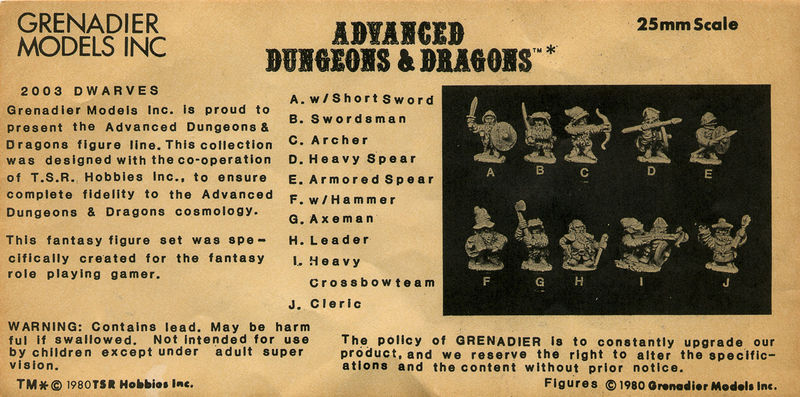 GRENADIER
MODELS INC
ADVANCED
DUNGEONS & DRAGONS™*
25mm Scale
2003 DWARVES
Grenadier Models Inc. is proud to
present the Advanced Dungeons &
Dragons figure line. This collection
was designed with the co-operation
of T.S.R. Hobbies Inc., to ensure
complete fidelity to the Advanced
Dungeons & Dragons cosmology.
This fantasy figure set was spe-
cifically created for the fantasy
role playing gamer.
A. w/Short Sword
B. Swordsman
C. Archer
D. Heavy Spear
E. Armored Spear
F. w/Hammer
G. Axeman
H. Leader
I. Heavy
Crossbow team
J. Cleric
A B C D E
F G H I J
WARNING: Contains lead. May be harm
ful if swallowed. Not intended for use
by children except under adult super
vision.
TM*© 1980 TSR Hobbies Inc.
The policy of GRENADIER is to constantly upgrade our
product, and we reserve the right to alter the specific-
ations and the content without prior notice.
Figures © 1980 Grenadier Models Inc.